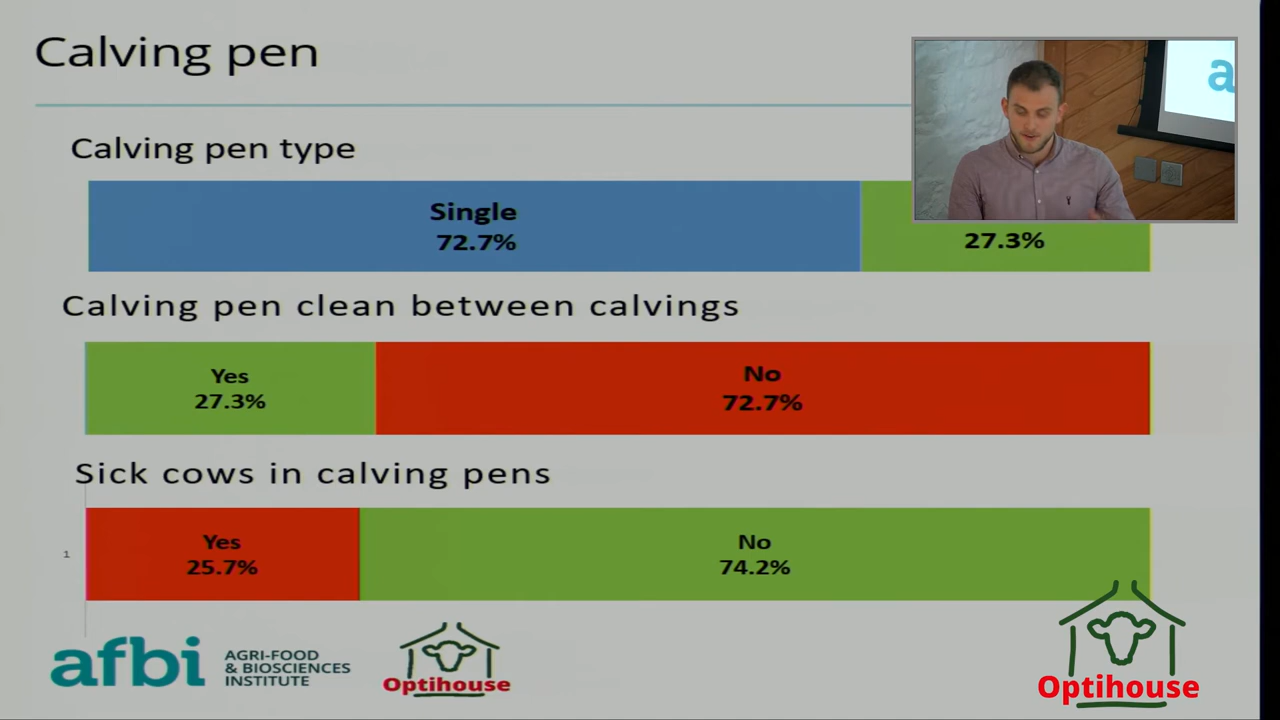 Calving pen
a
Calving pen type
Single
72.7%
27.3%
Calving pen clean between calvings
Yes
27.3%
No
72.7%
Sick cows in calving pens
1
Yes
25.7%
No
74.2%
afbi
AGRI-FOOD
& BIOSCIENCES
INSTITUTE
Optihouse
Optihouse